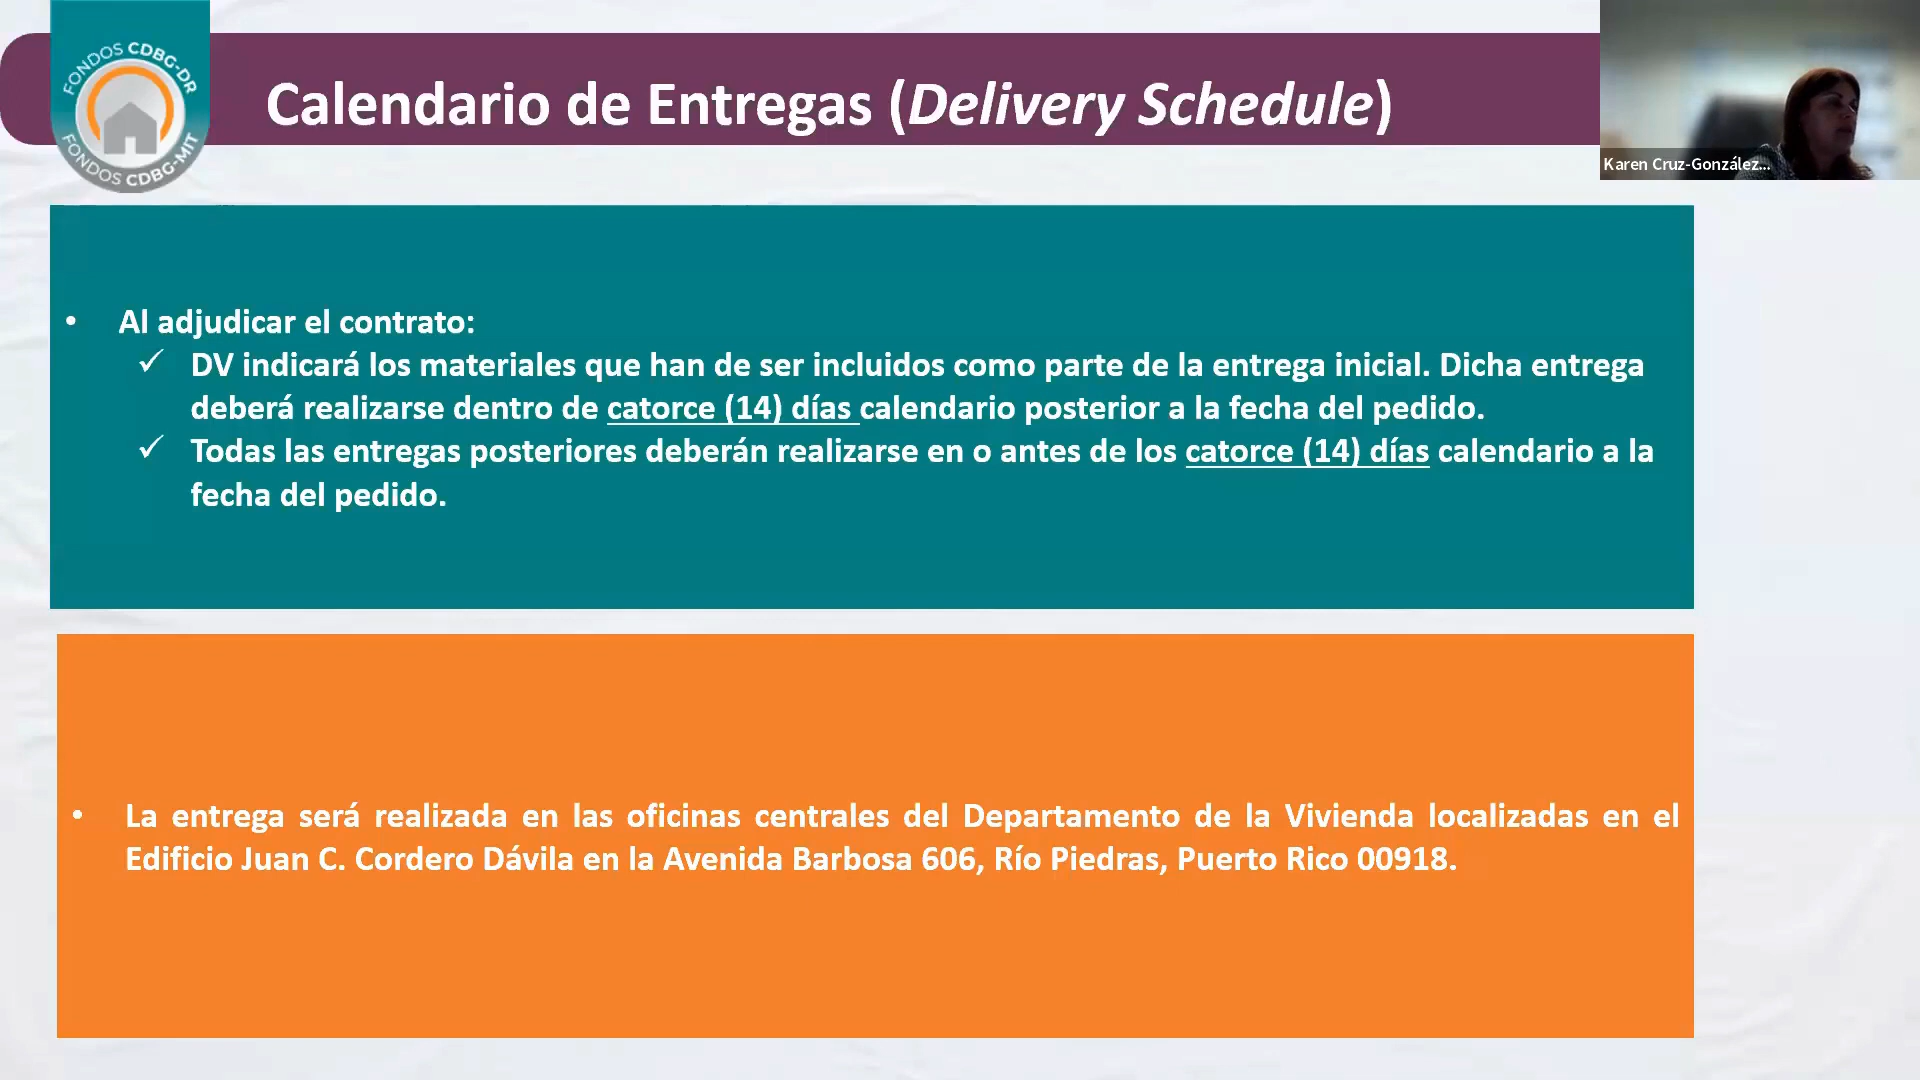 FONDOS CDBG-DR
FONDOS CDBG-MIT
Calendario de Entregas (Delivery Schedule)
Karen Cruz-González...
• Al adjudicar el contrato:
✓ DV indicará los materiales que han de ser incluidos como parte de la entrega inicial. Dicha entrega
deberá realizarse dentro de catorce (14) días calendario posterior a la fecha del pedido.
✓ Todas las entregas posteriores deberán realizarse en o antes de los catorce (14) días calendario a la
fecha del pedido.
• La entrega será realizada en las oficinas centrales del Departamento de la Vivienda localizadas en el
Edificio Juan C. Cordero Dávila en la Avenida Barbosa 606, Río Piedras, Puerto Rico 00918.